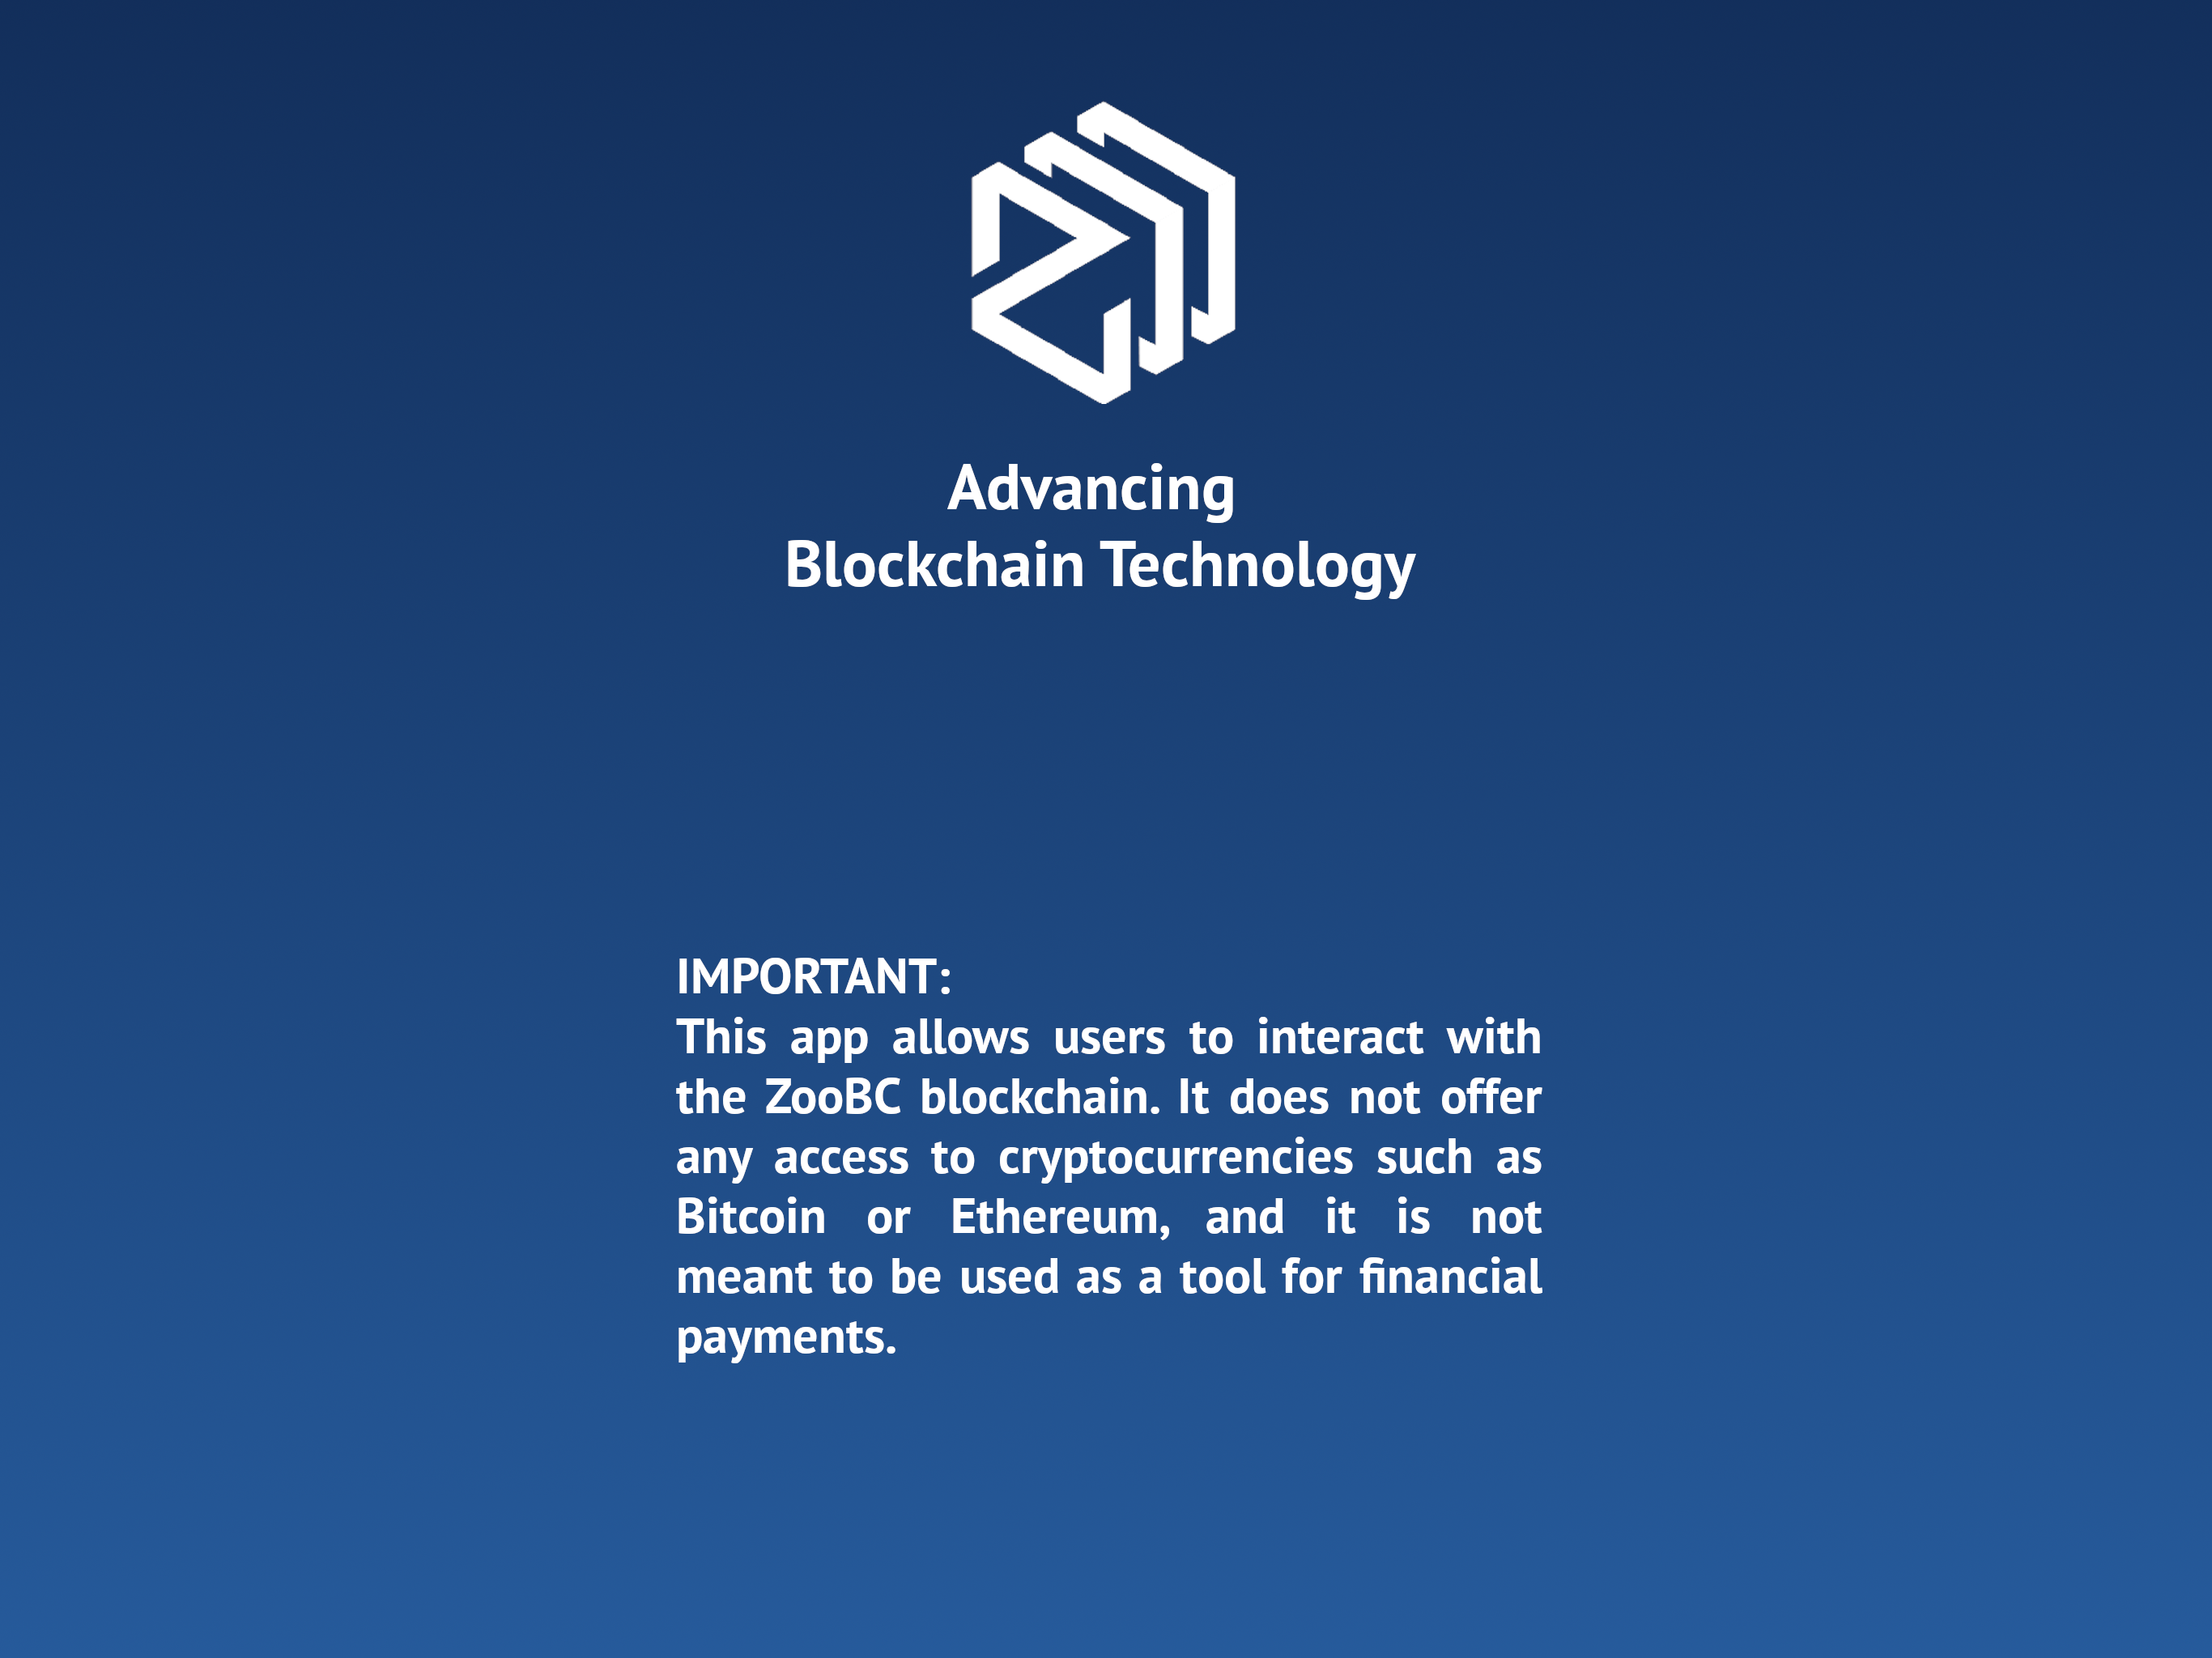 Advancing
Blockchain Technology
IMPORTANT:
This app allows users to interact with
the ZooBC blockchain. It does not offer
any access to cryptocurrencies such as
Bitcoin or Ethereum, and it is not
meant to be used as a tool for financial
payments.